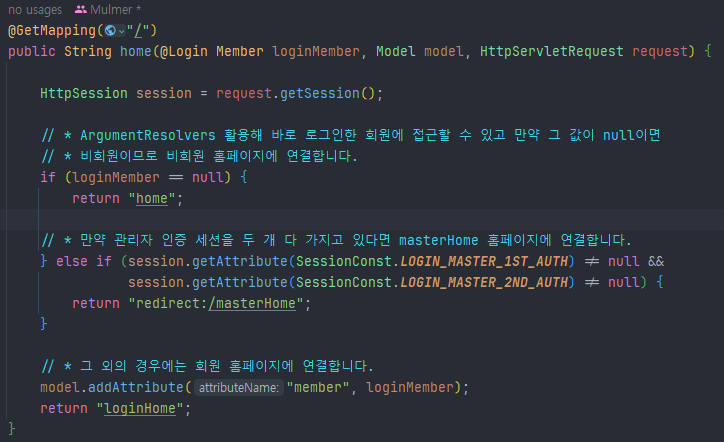 no usages Mulmer *
@GetMapping("/")
public String home(@Login Member loginMember, Model model, HttpServletRequest request) {
HttpSession session = request.getSession();
// * ArgumentResolvers 활용해 바로 로그인한 회원에 접근할 수 있고 만약 그 값이 null이면
// * 비회원이므로 비회원 홈페이지에 연결합니다.
if (loginMember == null) {
return "home";
// * 만약 관리자 인증 세션을 두 개 다 가지고 있다면 masterHome 홈페이지에 연결합니다.
} else if (session.getAttribute(SessionConst.LOGIN_MASTER_1ST_AUTH) ≠ null &&
session.getAttribute(SessionConst.LOGIN_MASTER_2ND_AUTH) ≠ null) {
return "redirect:/masterHome";
}
// * 그 외의 경우에는 회원 홈페이지에 연결합니다.
model.addAttribute( attributeName: "member", loginMember);
return "loginHome";
}